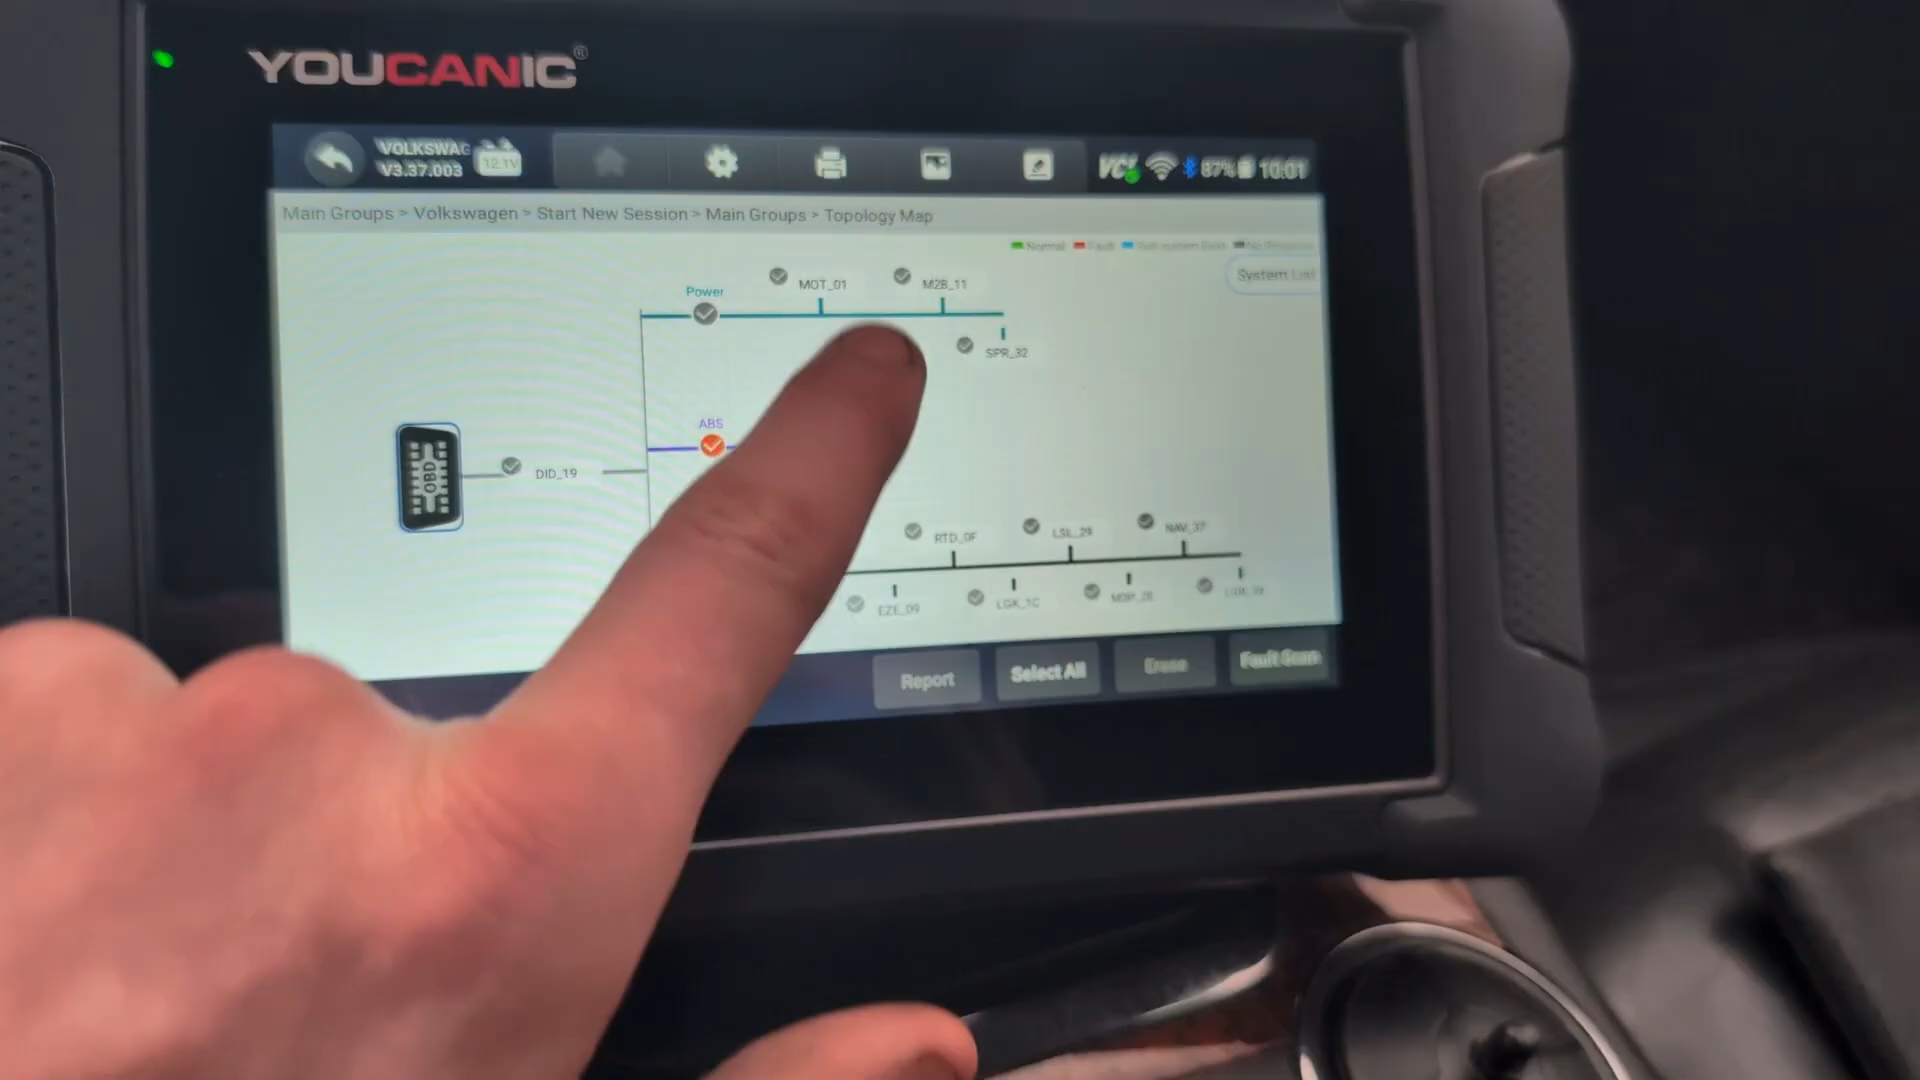 YOUCANIC®
VOLKSWAG
V3.37.003
12.1V
VCI
87%
10:01
Main Groups > Volkswagen > Start New Session > Main Groups > Topology Map
Normal
Fault
System List
Power
MOT_01
M2B_11
SPR_32
ABS
OBD
DID_19
RTD_0F
LSL_29
NAV_37
EZE_09
LGK_1C
Report
Select All
Erase
Fault Scan